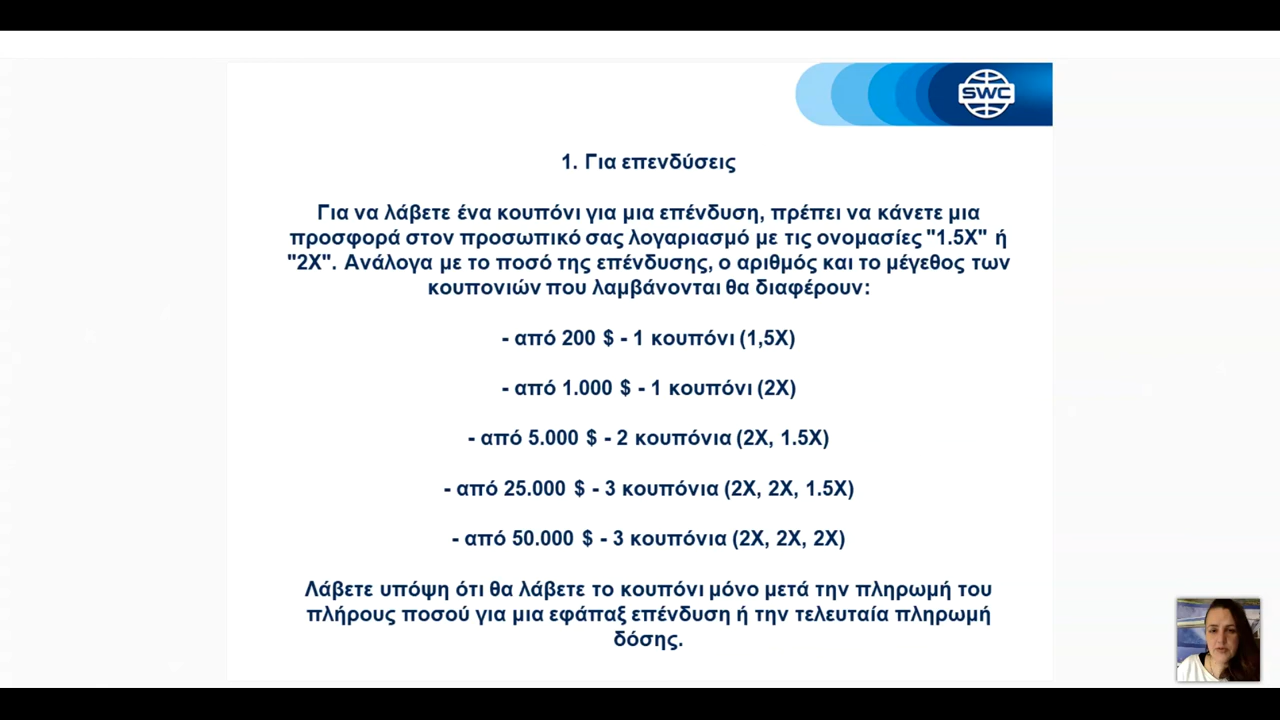 SWC
1. Για επενδύσεις
Για να λάβετε ένα κουπόνι για μια επένδυση, πρέπει να κάνετε μια
προσφορά στον προσωπικό σας λογαριασμό με τις ονομασίες "1.5X" ή
"2X". Ανάλογα με το ποσό της επένδυσης, ο αριθμός και το μέγεθος των
κουπονιών που λαμβάνονται θα διαφέρουν:
- από 200 $ - 1 κουπόνι (1,5X)
- από 1.000 $ - 1 κουπόνι (2X)
- από 5.000 $ - 2 κουπόνια (2X, 1.5X)
- από 25.000 $ - 3 κουπόνια (2X, 2X, 1.5X)
- από 50.000 $ - 3 κουπόνια (2X, 2X, 2X)
Λάβετε υπόψη ότι θα λάβετε το κουπόνι μόνο μετά την πληρωμή του
πλήρους ποσού για μια εφάπαξ επένδυση ή την τελευταία πληρωμή
δόσης.